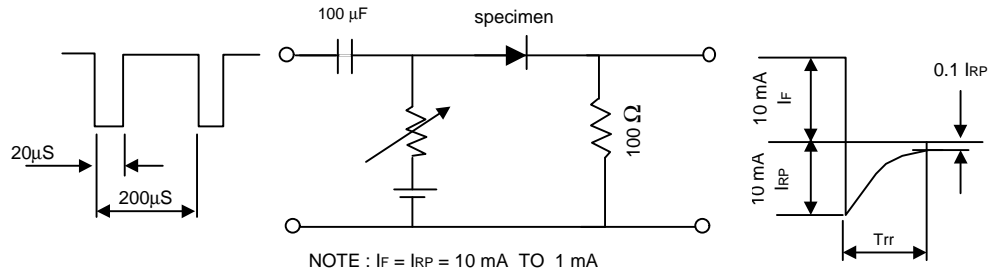 100 µF
specimen
20µS
200µS
100 Ω
10 mA
IF
10 mA
IRP
0.1 IRP
Trr
NOTE : IF = IRP = 10 mA TO 1 mA